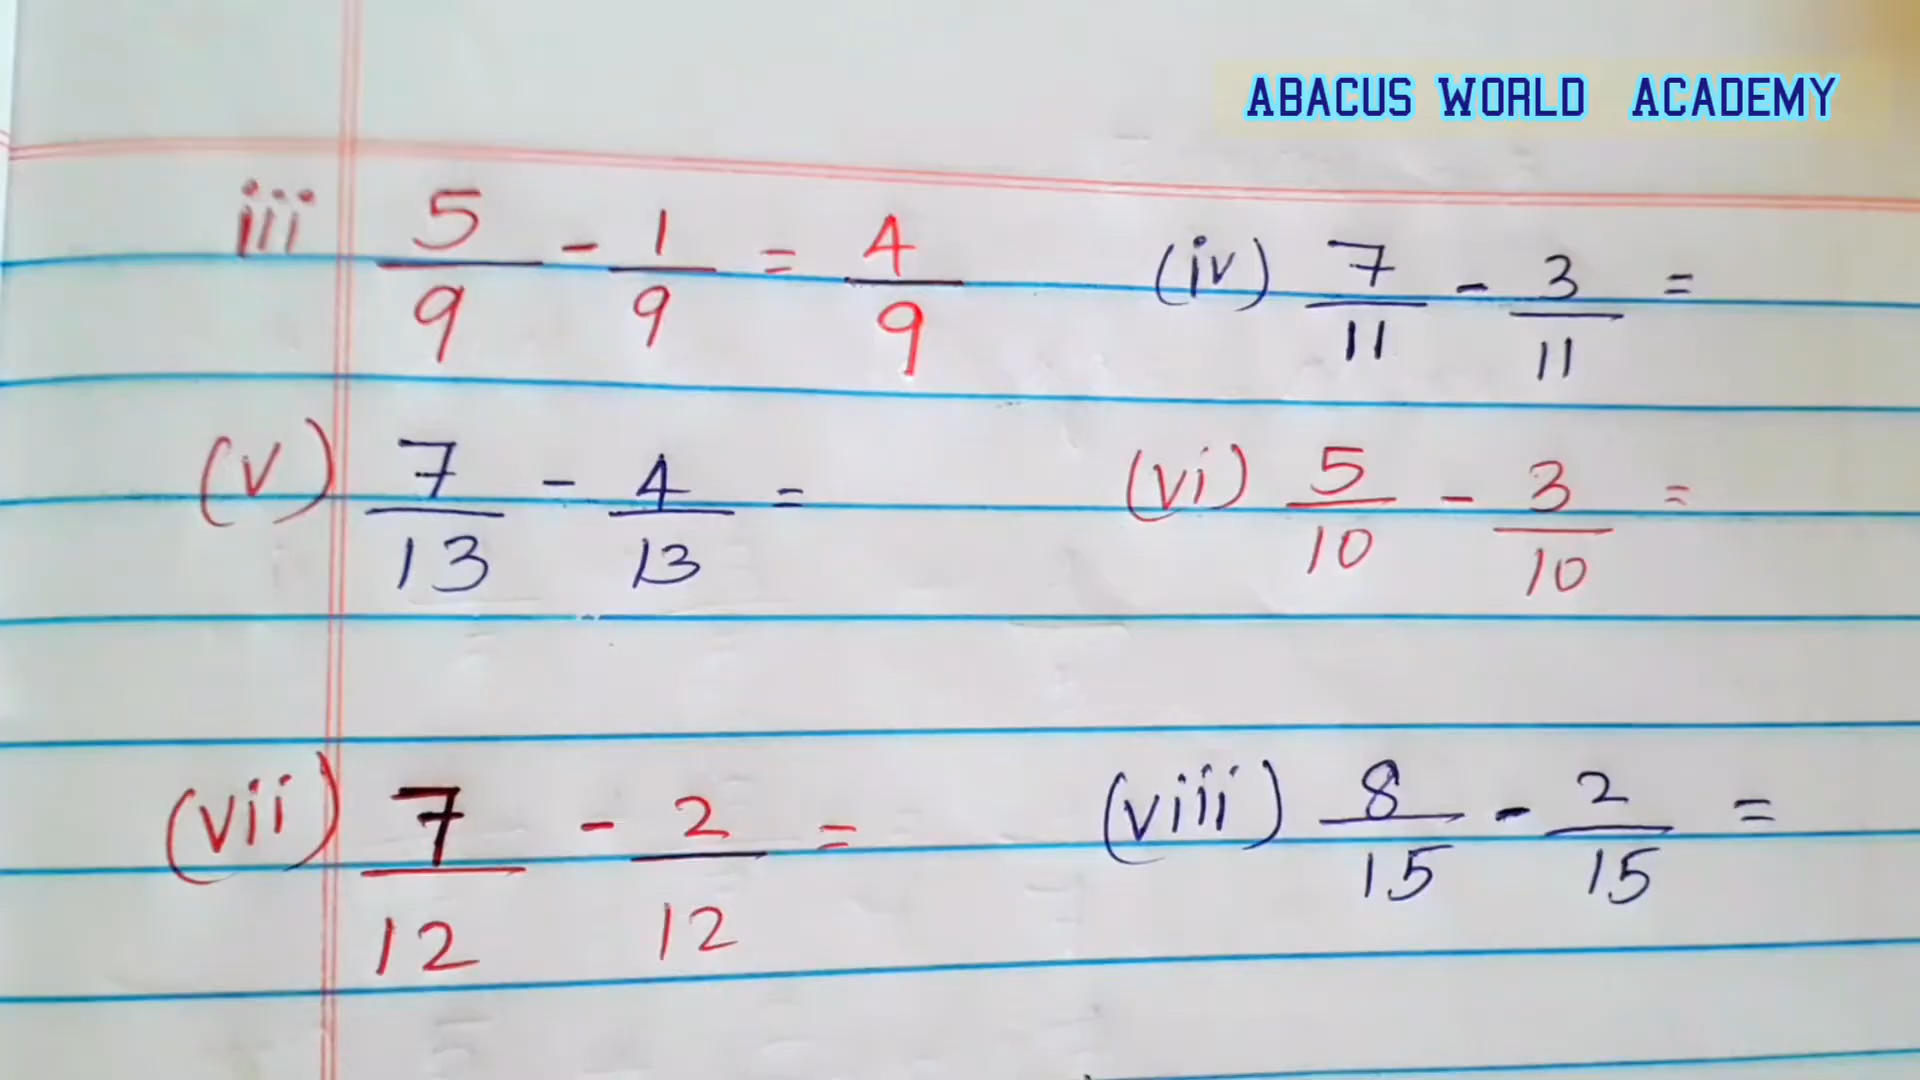 ABACUS WORLD ACADEMY
iii 5/9 - 1/9 = 4/9
(iv) 7/11 - 3/11 =
(v) 7/13 - 4/13 =
(vi) 5/10 - 3/10 =
(vii) 7/12 - 2/12 =
(viii) 8/15 - 2/15 =